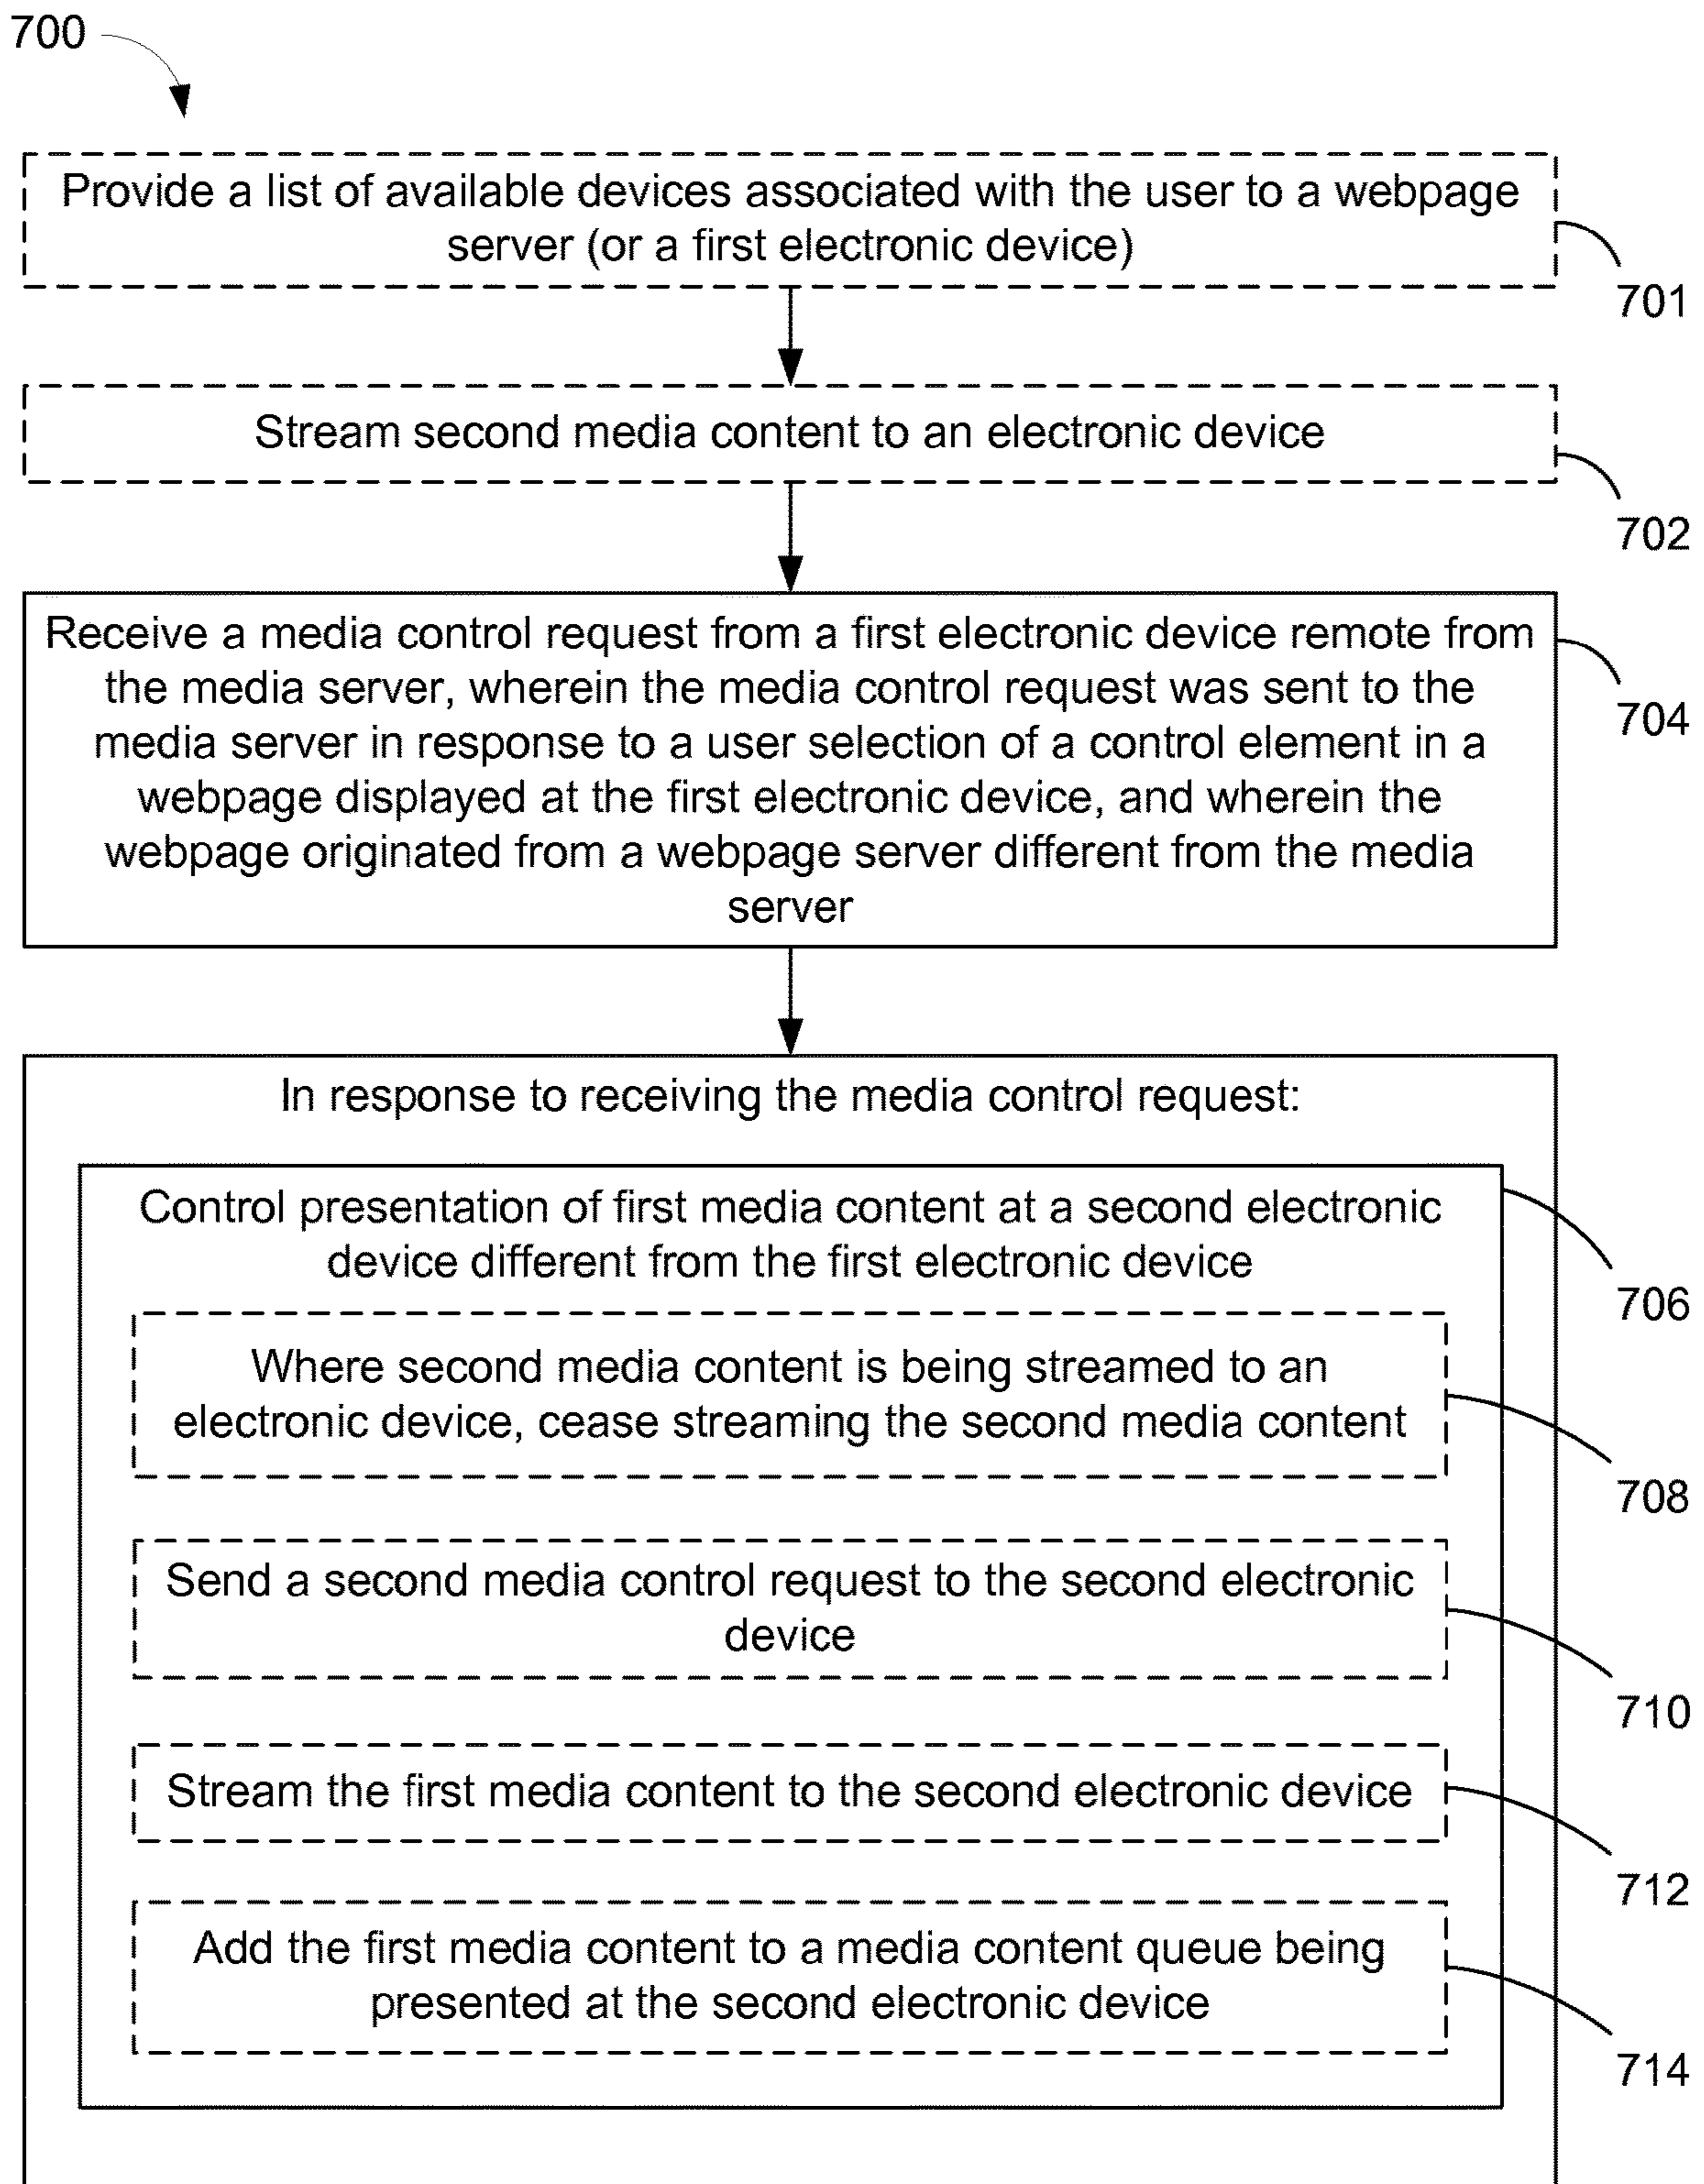 700
Provide a list of available devices associated with the user to a webpage
server (or a first electronic device)
701
Stream second media content to an electronic device
702
Receive a media control request from a first electronic device remote from
the media server, wherein the media control request was sent to the
media server in response to a user selection of a control element in a
webpage displayed at the first electronic device, and wherein the
webpage originated from a webpage server different from the media
server
704
In response to receiving the media control request:
Control presentation of first media content at a second electronic
device different from the first electronic device
706
Where second media content is being streamed to an
electronic device, cease streaming the second media content
708
Send a second media control request to the second electronic
device
710
Stream the first media content to the second electronic device
712
Add the first media content to a media content queue being
presented at the second electronic device
714